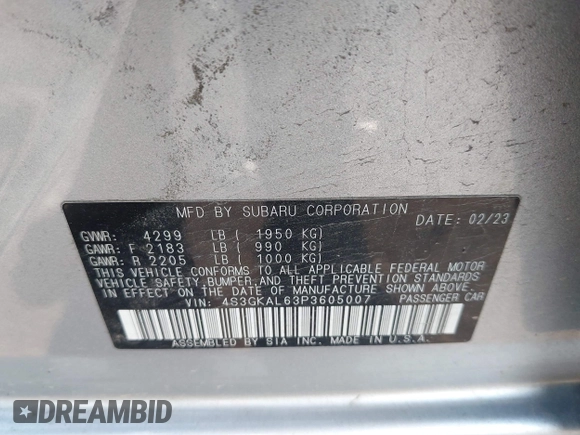 MFD BY SUBARU CORPORATION DATE: 02/23
GVWR: 4299 LB ( 1950 KG)
GAWR: F 2183 LB ( 990 KG)
GAWR: R 2205 LB ( 1000 KG)
THIS VEHICLE CONFORMS TO ALL APPLICABLE FEDERAL MOTOR
VEHICLE SAFETY, BUMPER, AND THEFT PREVENTION STANDARDS
IN EFFECT ON THE DATE OF MANUFACTURE SHOWN ABOVE.
VIN: 4S3GKAL63P3605007 PASSENGER CAR
ASSEMBLED BY SIA INC. MADE IN U.S.A.
DREAMBID